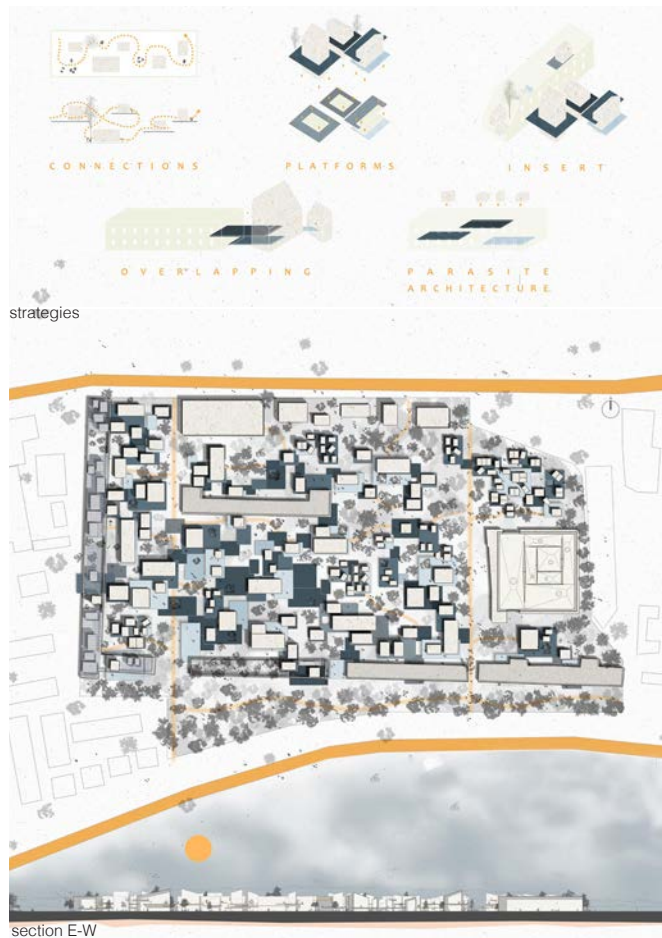 CONNECTIONS
PLATFORMS
INSERT
OVERLAPPING
PARASITE
ARCHITECTURE
strategies
section E-W